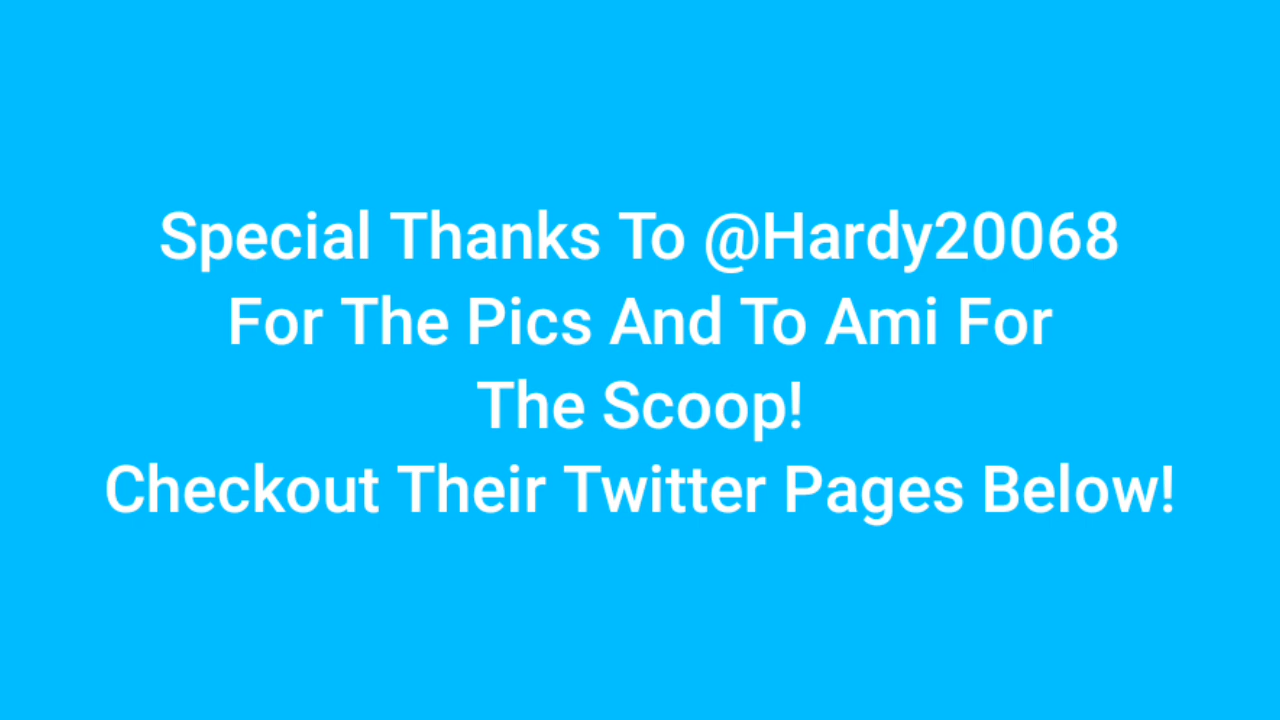 Special Thanks To @Hardy20068
For The Pics And To Ami For
The Scoop!
Checkout Their Twitter Pages Below!